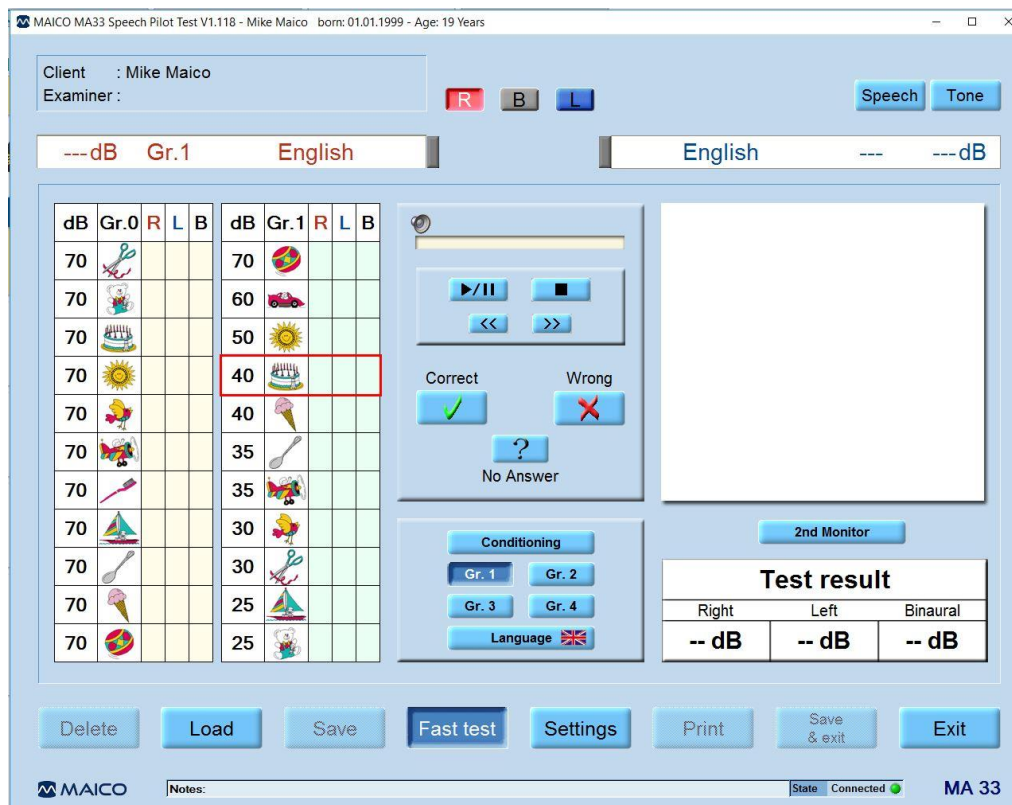 MAICO MA33 Speech Pilot Test V1.118 - Mike Maico born: 01.01.1999 - Age: 19 Years
Client : Mike Maico
Examiner :
R B L
Speech Tone
---dB Gr.1 English
English --- ---dB
dB Gr.0 R L B dB Gr.1 R L B
70 70
70 60
70 50
70 40
70 40
70 35
70 35
70 30
70 30
70 25
70 25
▶/II ■
<< >>
Correct Wrong
?
No Answer
Conditioning
Gr. 1 Gr. 2
Gr. 3 Gr. 4
Language
2nd Monitor
Test result
Right Left Binaural
-- dB -- dB -- dB
Delete Load Save Fast test Settings Print Save & exit Exit
MAICO Notes: State Connected MA 33